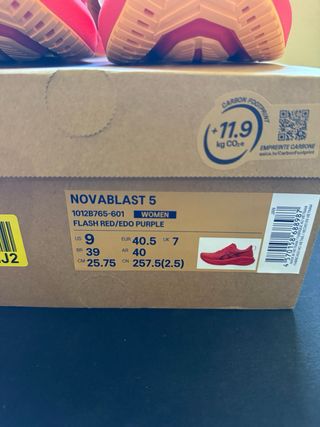 CARBON FOOTPRINT
+11.9
kg CO₂e
EMPREINTE CARBONE
NOVABLAST 5
1012B765-601 WOMEN
FLASH RED/EDO PURPLE
US 9 EUR 40.5 UK 7
BR 39 AR 40
CM 25.75 CN 257.5(2.5)
J2